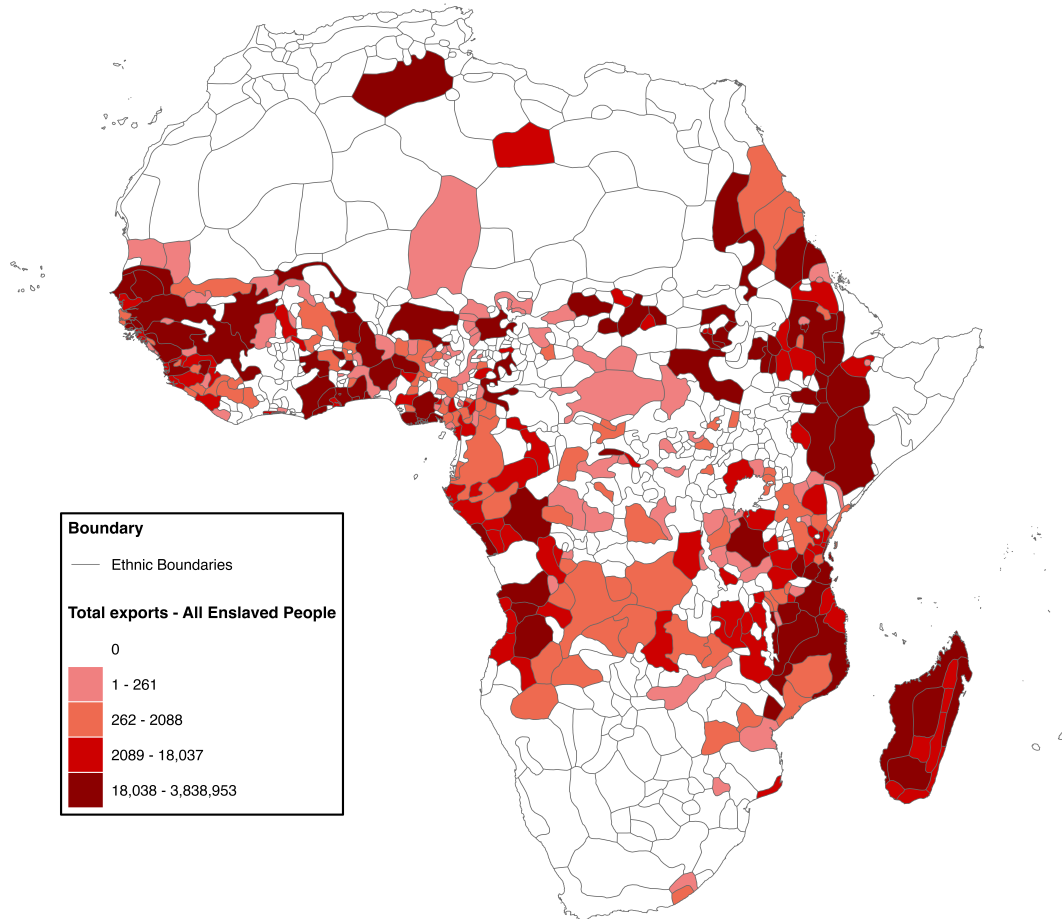 Boundary
Ethnic Boundaries
Total exports - All Enslaved People
0
1 - 261
262 - 2088
2089 - 18,037
18,038 - 3,838,953